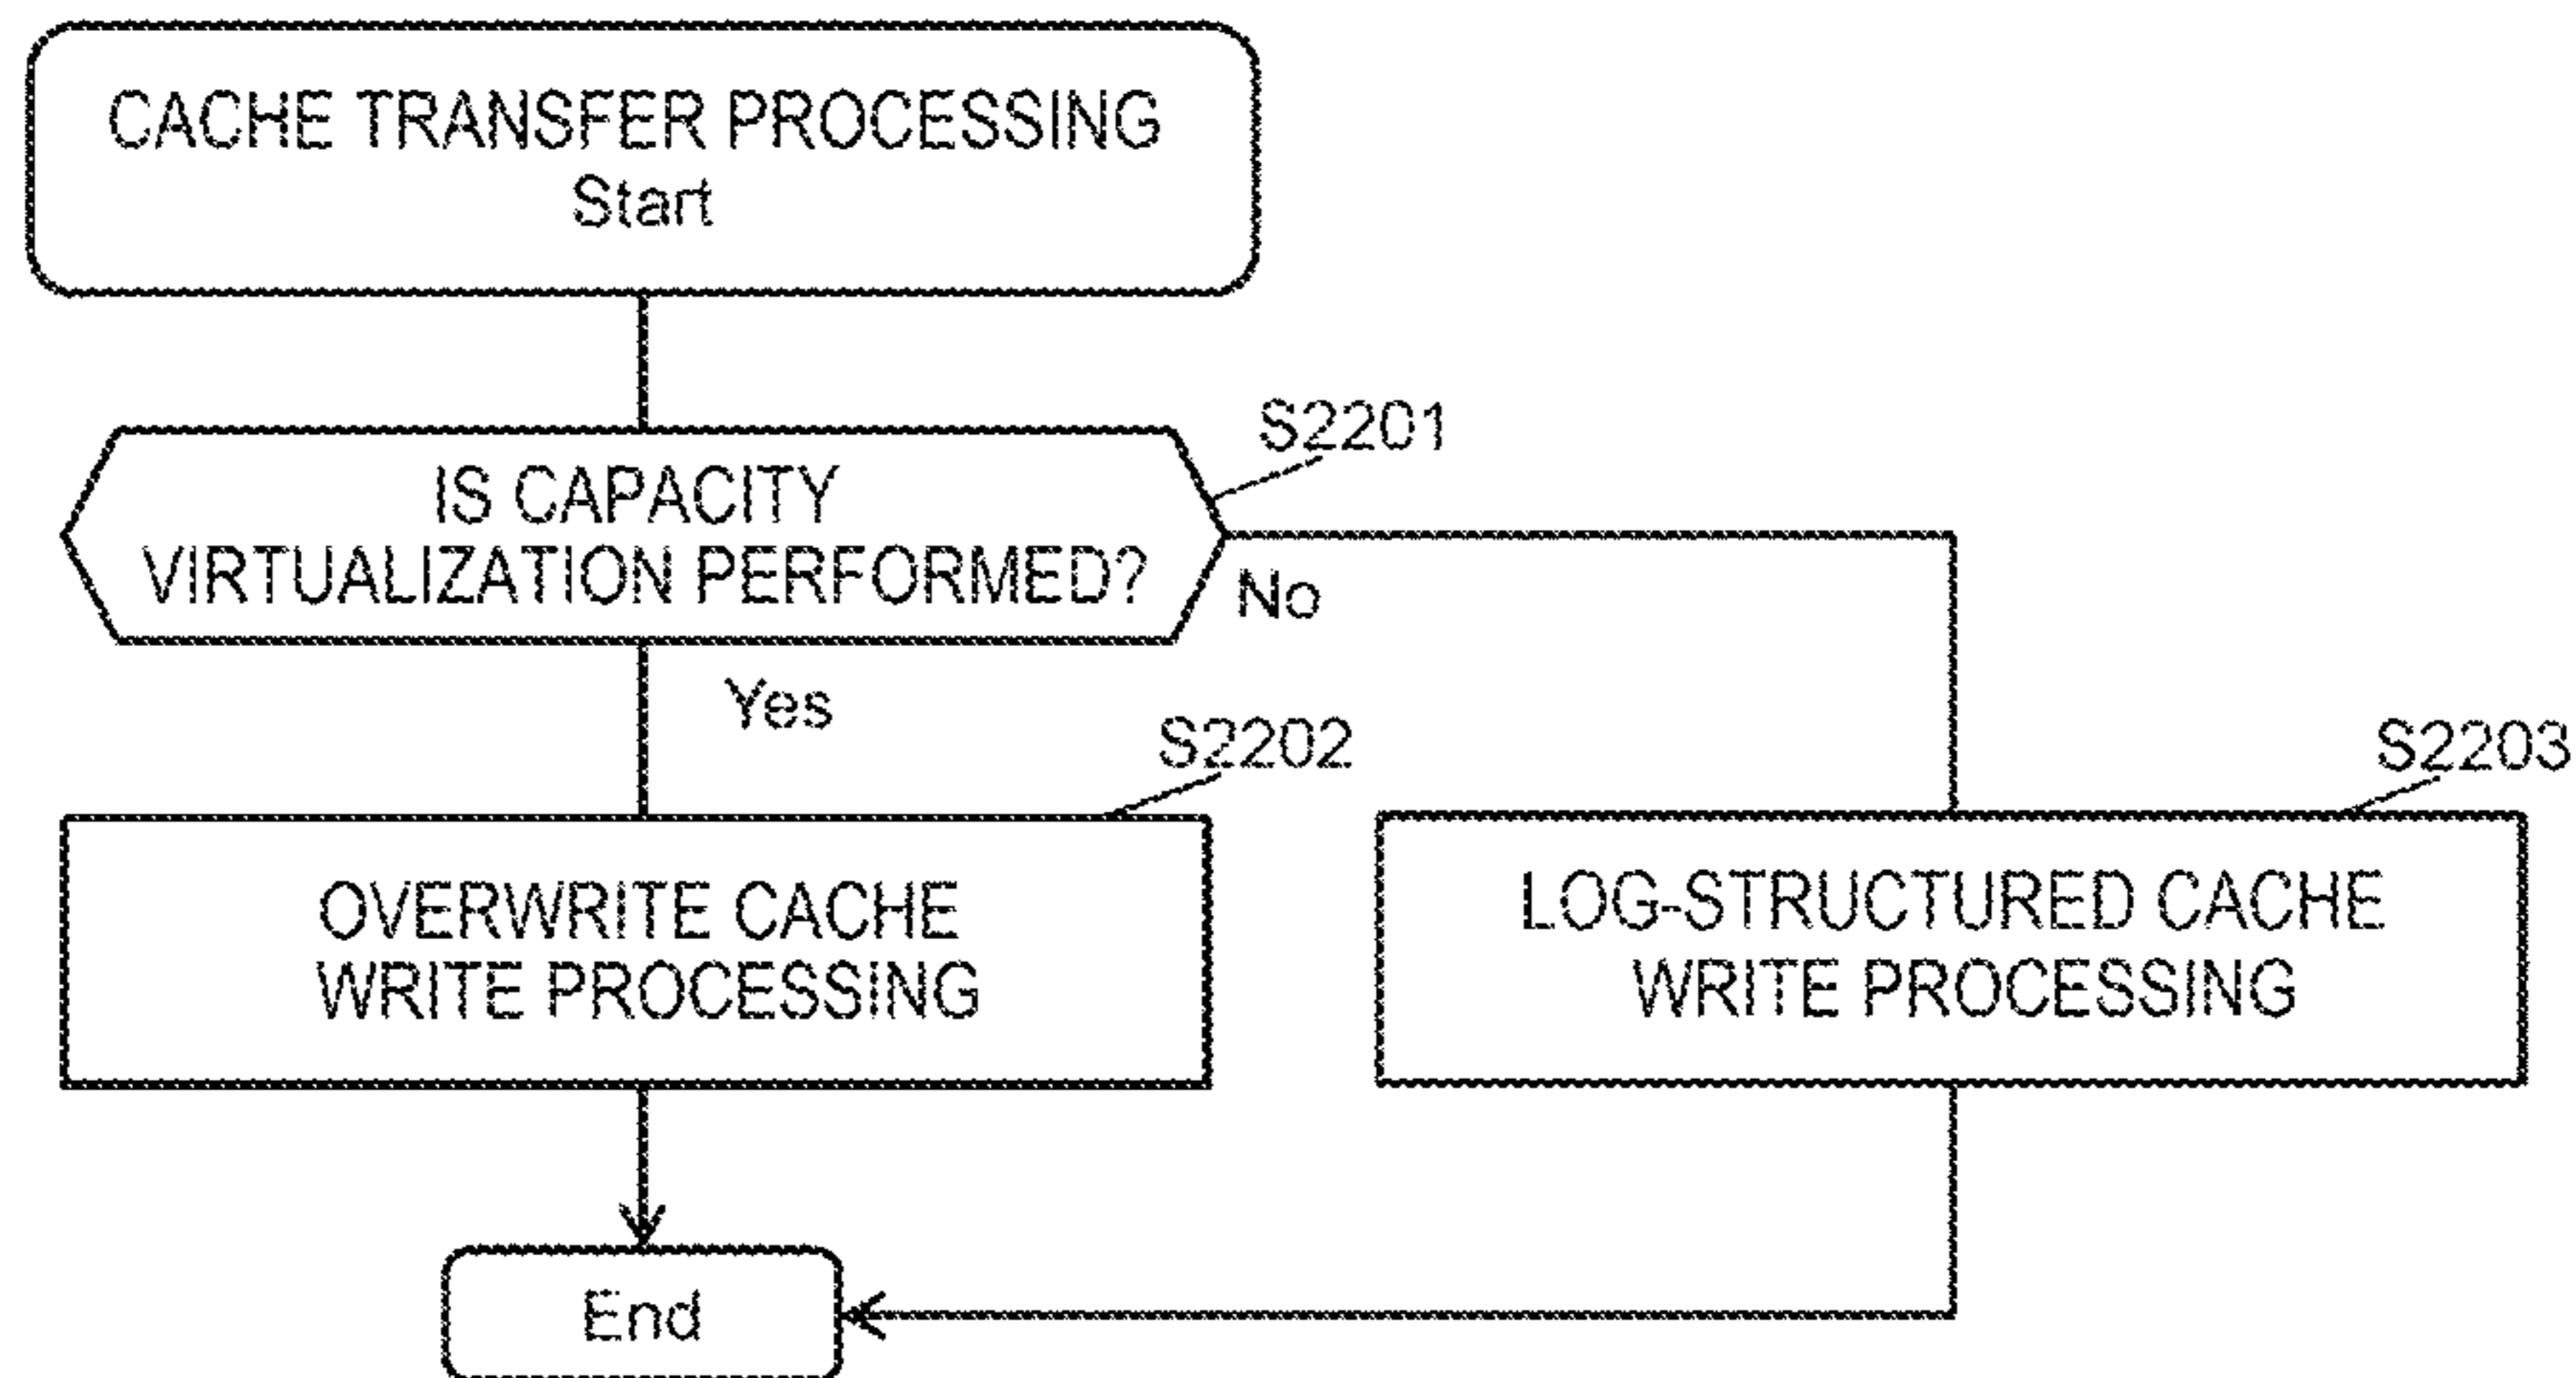 CACHE TRANSFER PROCESSING
Start
S2201
IS CAPACITY
VIRTUALIZATION PERFORMED?
No
Yes
S2202
S2203
OVERWRITE CACHE
WRITE PROCESSING
LOG-STRUCTURED CACHE
WRITE PROCESSING
End